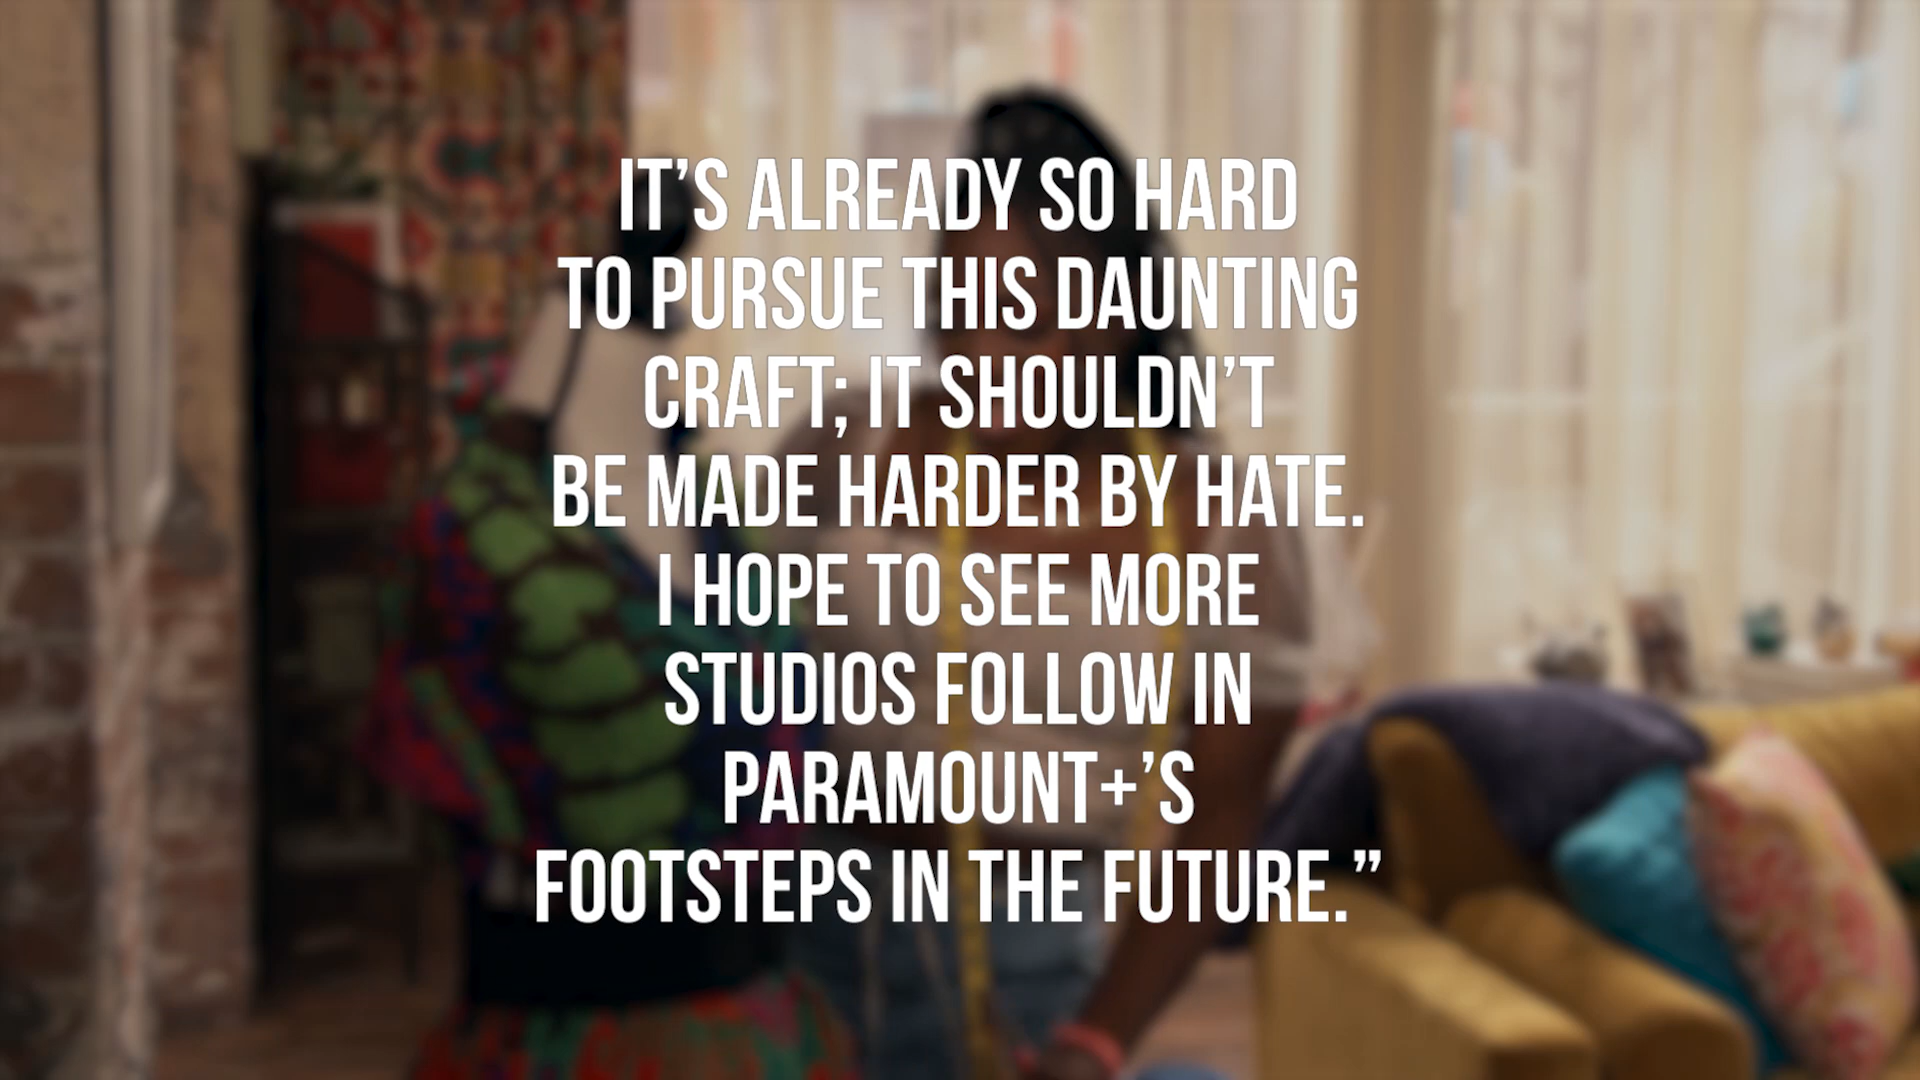 IT’S ALREADY SO HARD
TO PURSUE THIS DAUNTING
CRAFT; IT SHOULDN’T
BE MADE HARDER BY HATE.
I HOPE TO SEE MORE
STUDIOS FOLLOW IN
PARAMOUNT+’S
FOOTSTEPS IN THE FUTURE.”